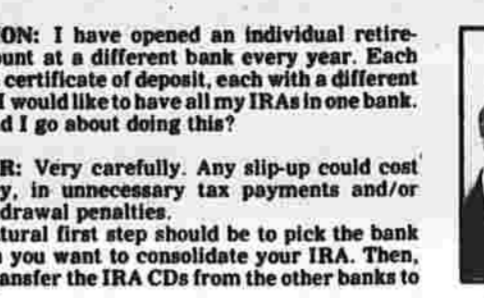 ON: I have opened an individual retire-
unt at a different bank every year. Each
certificate of deposit, each with a different
I would like to have all my IRAs in one bank.
d I go about doing this?
R: Very carefully. Any slip-up could cost
y, in unnecessary tax payments and/or
drawal penalties.
tural first step should be to pick the bank
you want to consolidate your IRA. Then,
ansfer the IRA CDs from the other banks to